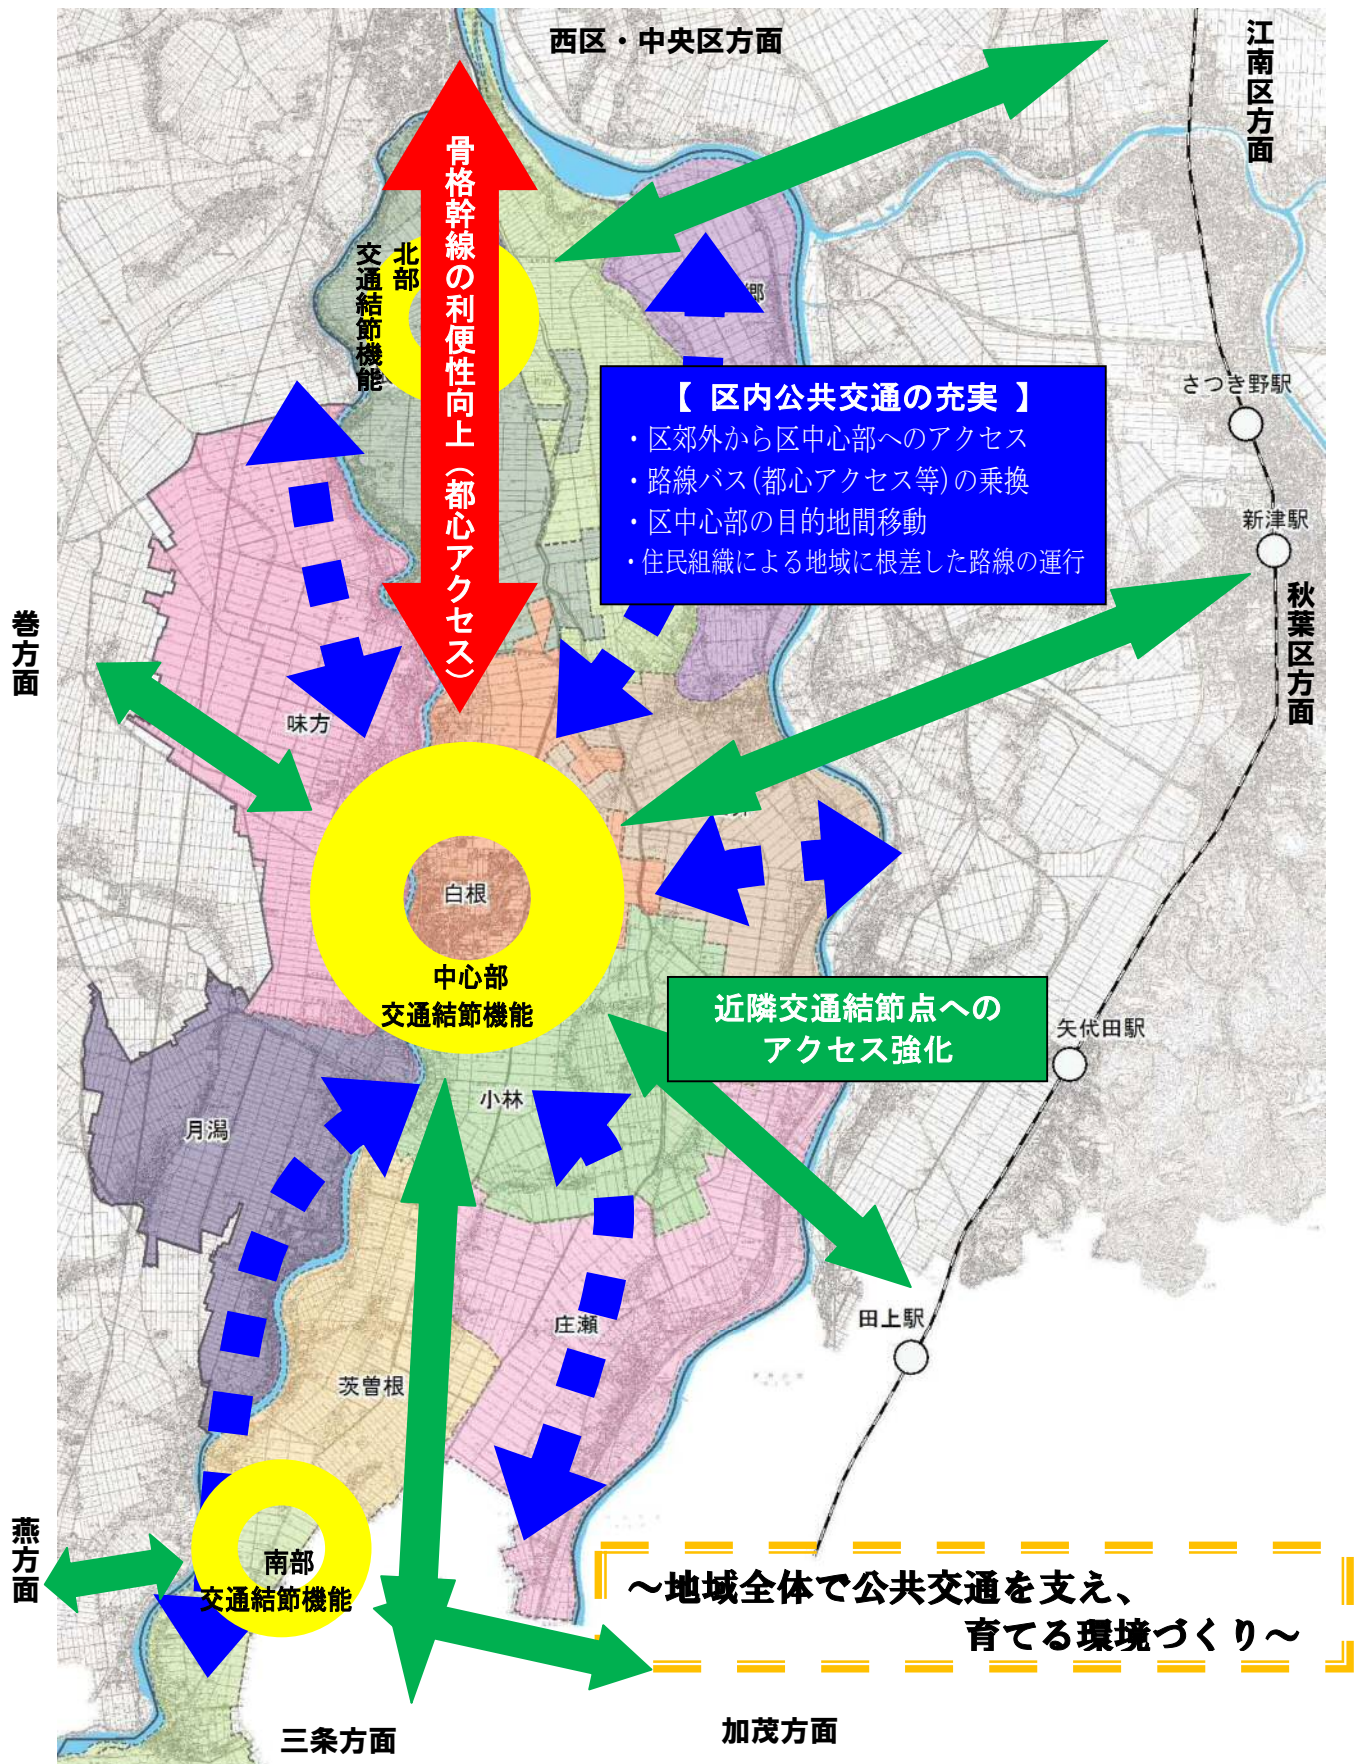 西区・中央区方面
江南区方面
骨格幹線の利便性向上（都心アクセス）
北部
交通結節機能
郷
【 区内公共交通の充実 】
・区郊外から区中心部へのアクセス
・路線バス(都心アクセス等)の乗換
・区中心部の目的地間移動
・住民組織による地域に根差した路線の運行
さつき野駅
新津駅
秋葉区方面
巻方面
味方
白根
中心部
交通結節機能
近隣交通結節点への
アクセス強化
矢代田駅
小林
月潟
田上駅
庄瀬
茨曽根
燕方面
南部
交通結節機能
～地域全体で公共交通を支え、
育てる環境づくり～
三条方面
加茂方面